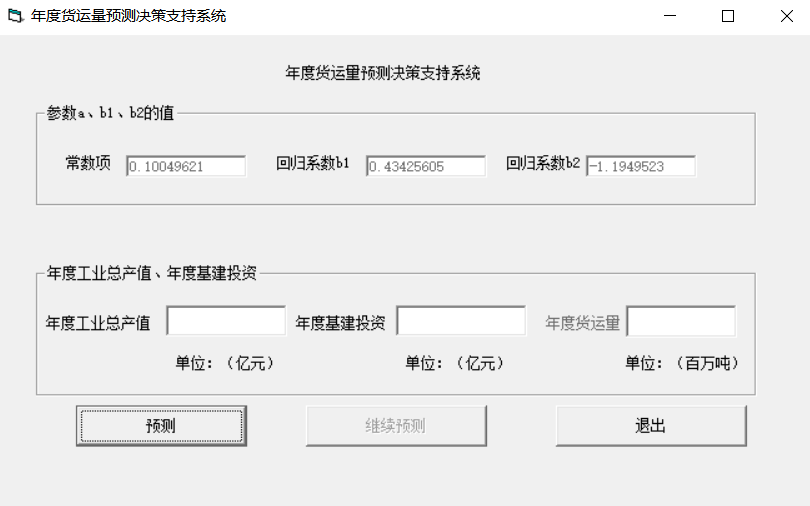 年度货运量预测决策支持系统
年度货运量预测决策支持系统
参数a、b1、b2的值
常数项 0.10049621 回归系数b1 0.43425605 回归系数b2 -1.1949523
年度工业总产值、年度基建投资
年度工业总产值 年度基建投资 年度货运量
单位：（亿元） 单位：（亿元） 单位：（百万吨）
预测 继续预测 退出